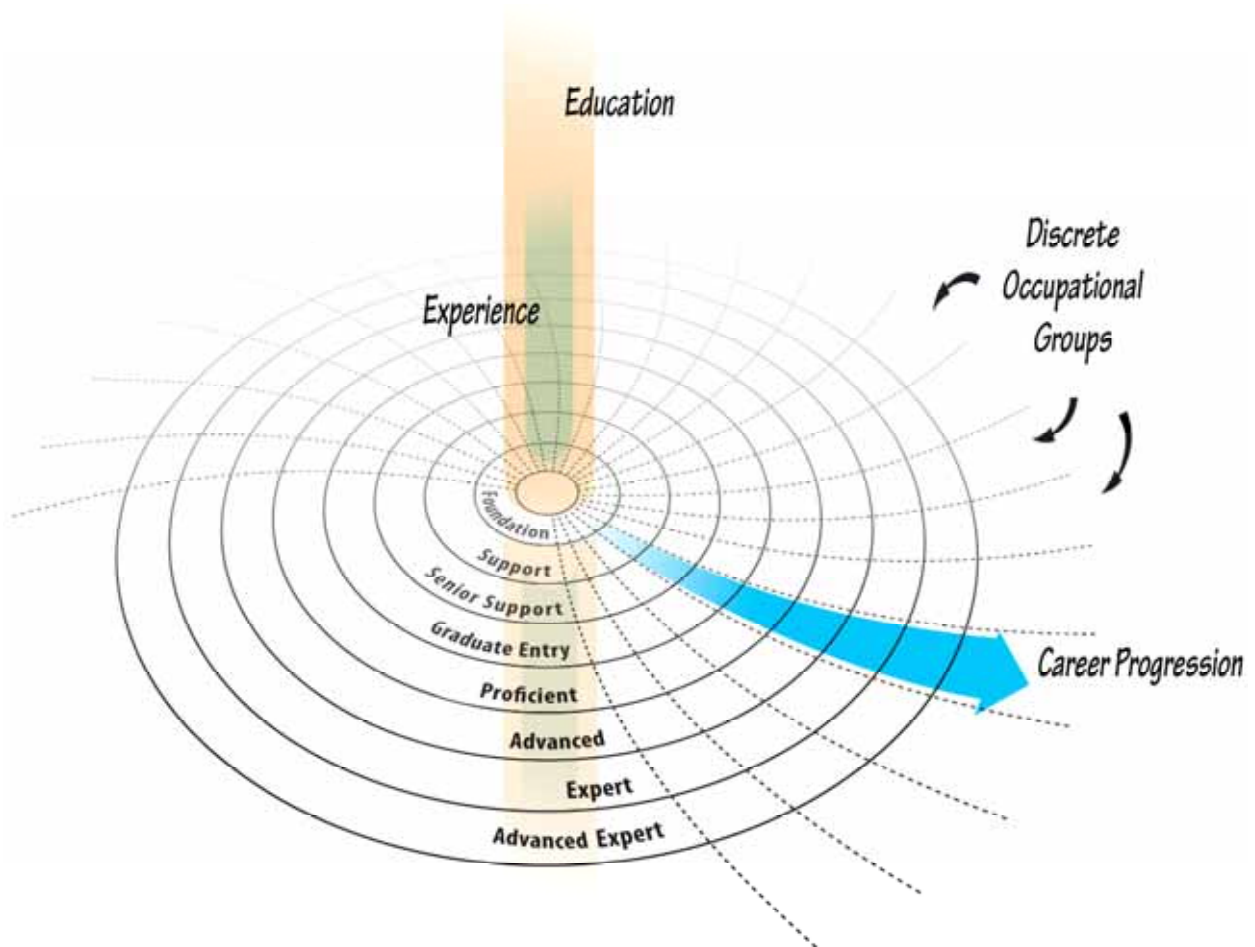 Education
Discrete
Occupational
Groups
Experience
Foundation
Support
Senior Support
Graduate Entry
Career Progression
Proficient
Advanced
Expert
Advanced Expert